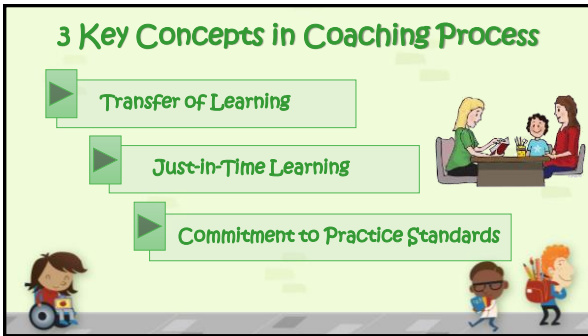 3 Key Concepts in Coaching Process
Transfer of Learning
Just-in-Time Learning
Commitment to Practice Standards